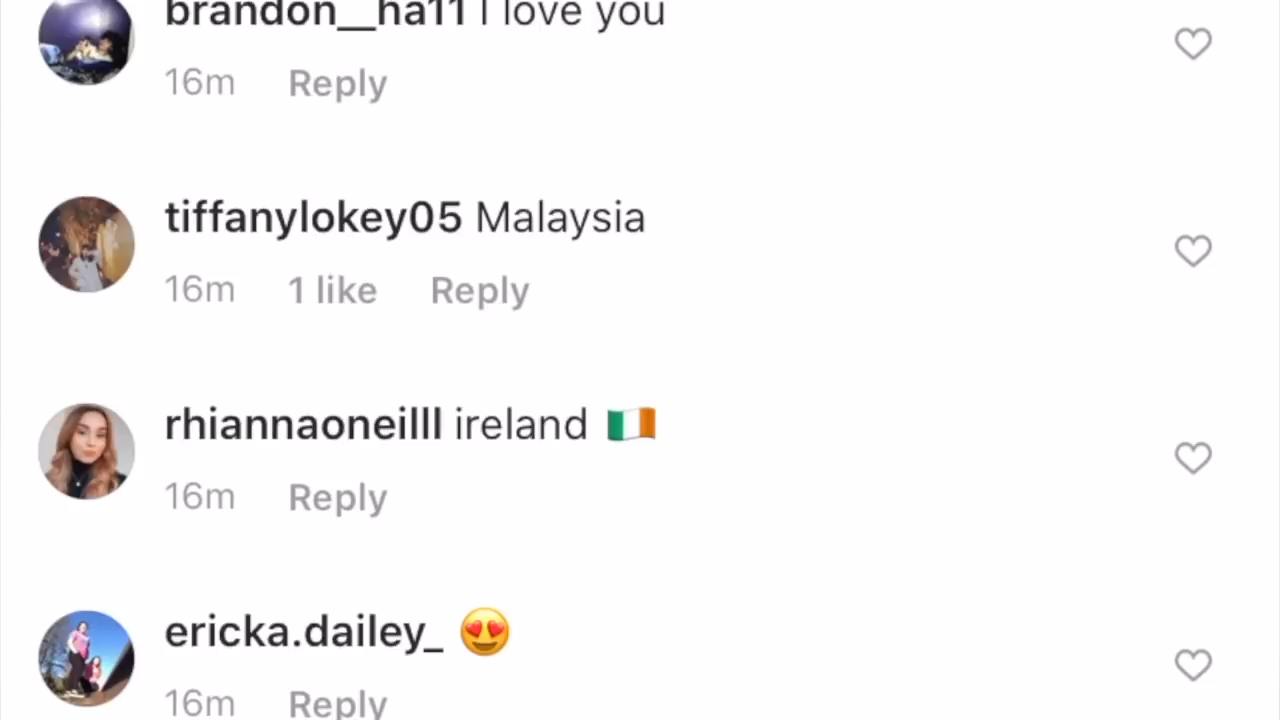 brandon__ha11 I love you
16m Reply
tiffanylokey05 Malaysia
16m 1 like Reply
rhiannaoneilll ireland 🇮🇪
16m Reply
ericka.dailey_ 😍
16m Reply